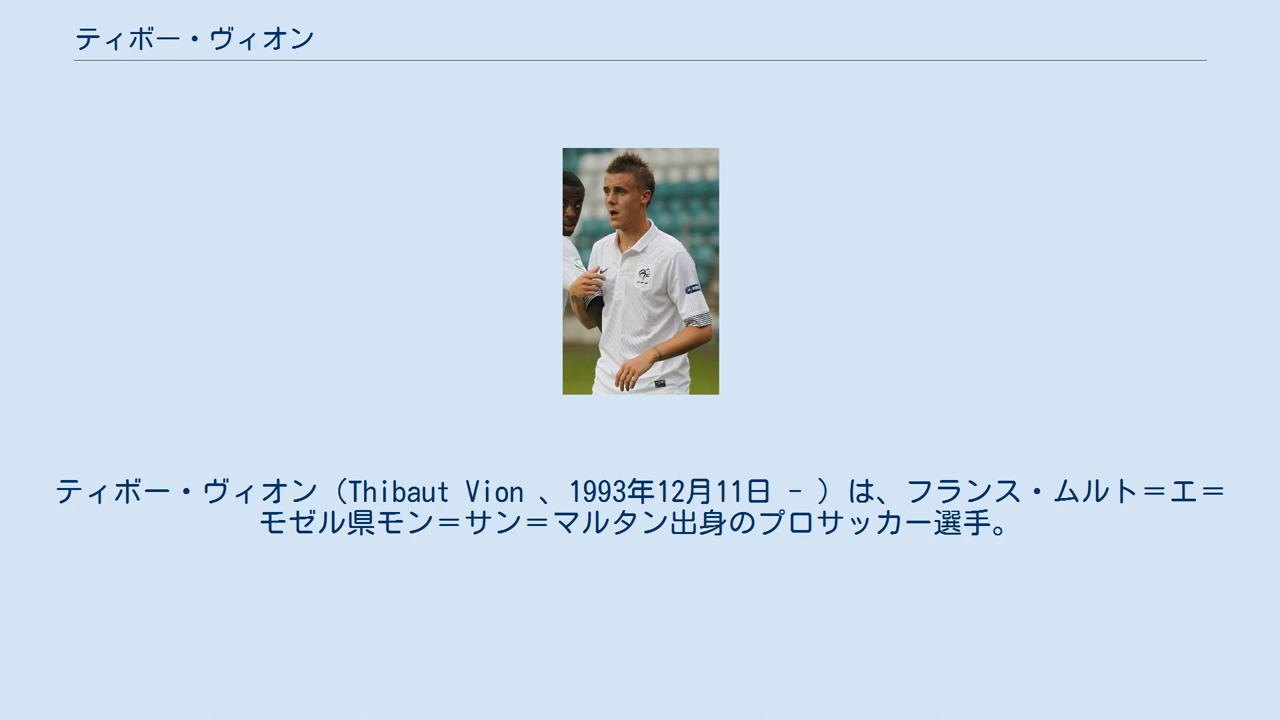 ティボー・ヴィオン
ティボー・ヴィオン（Thibaut Vion 、1993年12月11日 - ）は、フランス・ムルト＝エ＝
モゼル県モン＝サン＝マルタン出身のプロサッカー選手。